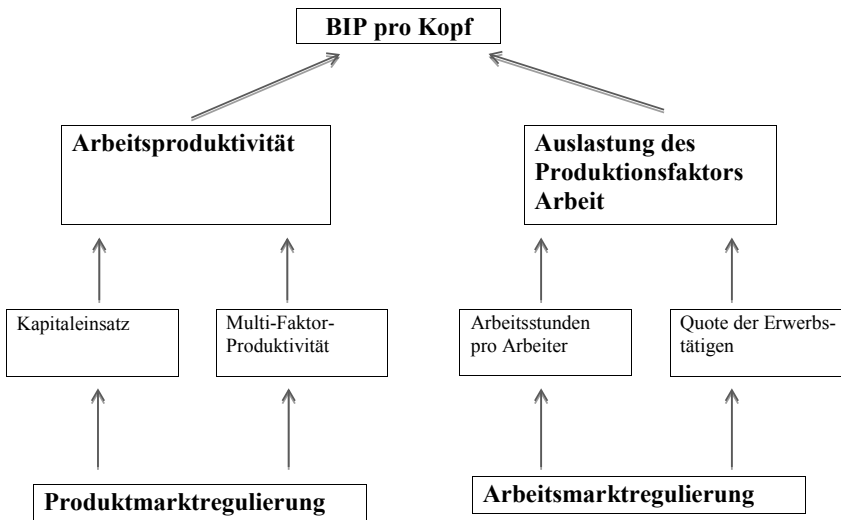 BIP pro Kopf
Arbeitsproduktivität
Auslastung des
Produktionsfaktors
Arbeit
Kapitaleinsatz
Multi-Faktor-
Produktivität
Arbeitsstunden
pro Arbeiter
Quote der Erwerbs-
tätigen
Produktmarktregulierung
Arbeitsmarktregulierung